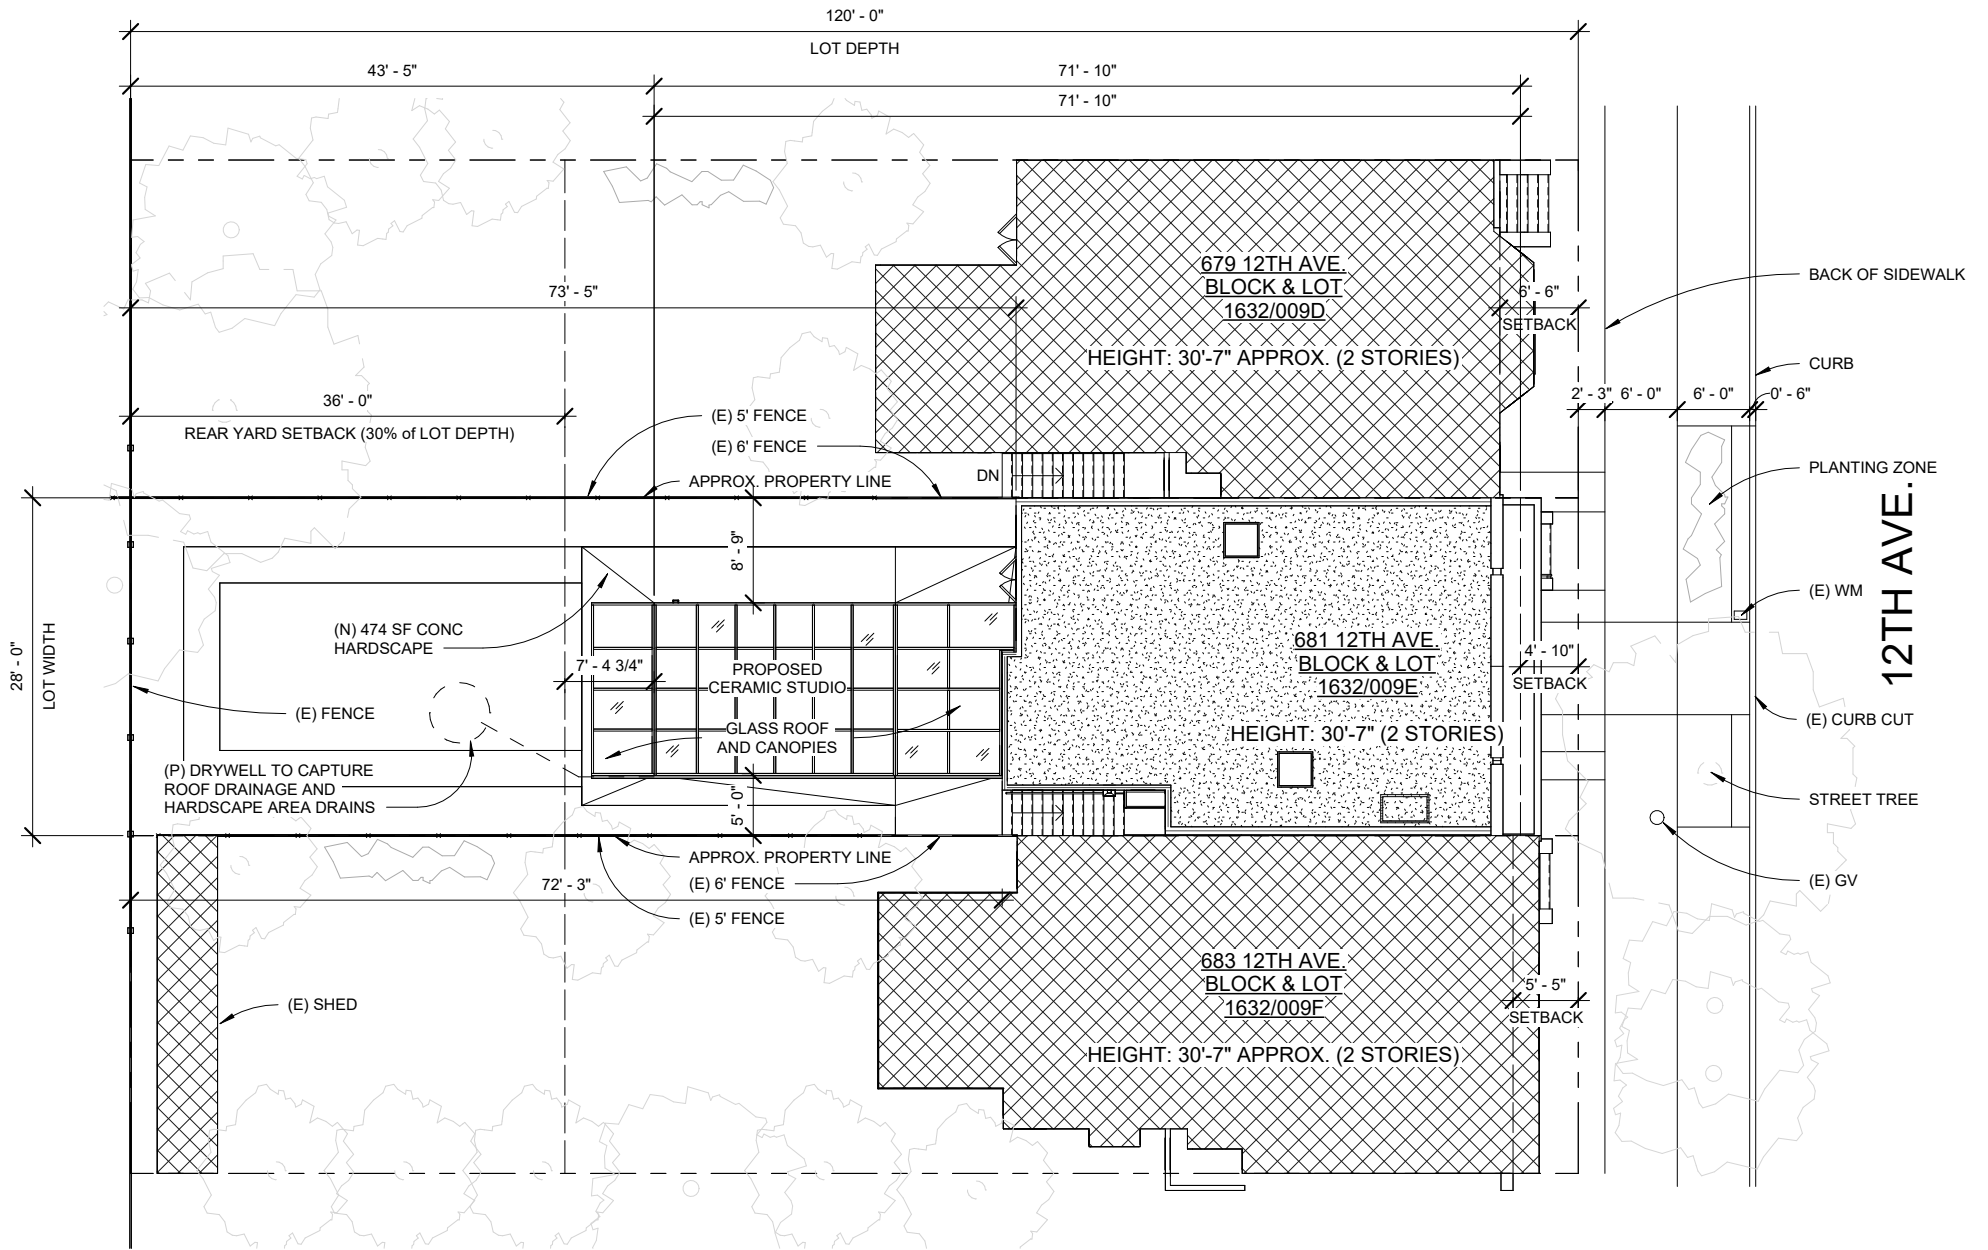 120' - 0"
LOT DEPTH
43' - 5"
71' - 10"
71' - 10"
679 12TH AVE.
BLOCK & LOT
1632/009D
HEIGHT: 30'-7" APPROX. (2 STORIES)
73' - 5"
6' - 6"
SETBACK
BACK OF SIDEWALK
CURB
2' - 3"
6' - 0"
6' - 0"
0' - 6"
36' - 0"
REAR YARD SETBACK (30% of LOT DEPTH)
(E) 5' FENCE
(E) 6' FENCE
APPROX. PROPERTY LINE
DN
PLANTING ZONE
12TH AVE.
28' - 0"
LOT WIDTH
8' - 9"
(N) 474 SF CONC
HARDSCAPE
7' - 4 3/4"
PROPOSED
CERAMIC STUDIO
GLASS ROOF
AND CANOPIES
681 12TH AVE.
BLOCK & LOT
1632/009E
HEIGHT: 30'-7" (2 STORIES)
4' - 10"
SETBACK
(E) WM
(E) CURB CUT
(E) FENCE
(P) DRYWELL TO CAPTURE
ROOF DRAINAGE AND
HARDSCAPE AREA DRAINS
5' - 0"
STREET TREE
APPROX. PROPERTY LINE
(E) 6' FENCE
(E) 5' FENCE
72' - 3"
(E) GV
683 12TH AVE.
BLOCK & LOT
1632/009F
HEIGHT: 30'-7" APPROX. (2 STORIES)
5' - 5"
SETBACK
(E) SHED